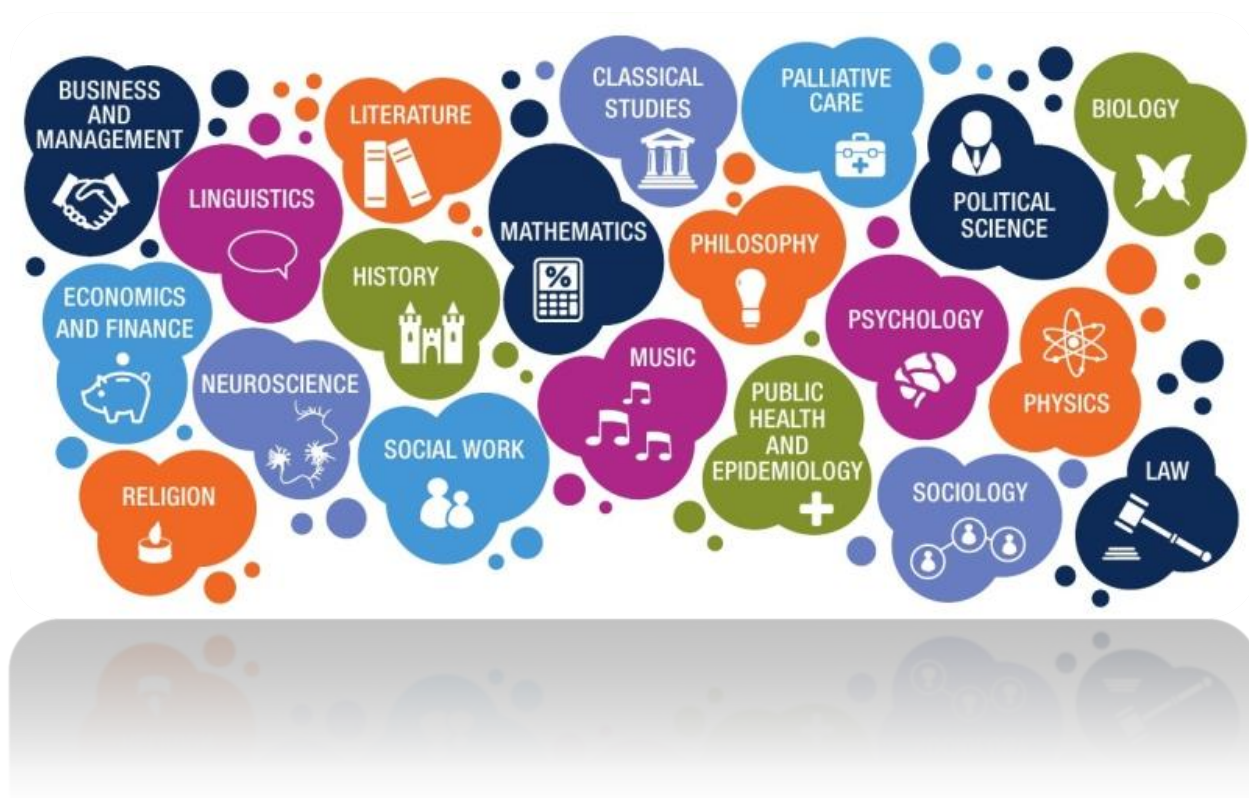 BUSINESS
AND
MANAGEMENT
LITERATURE
CLASSICAL
STUDIES
PALLIATIVE
CARE
BIOLOGY
LINGUISTICS
MATHEMATICS
%
PHILOSOPHY
POLITICAL
SCIENCE
HISTORY
ECONOMICS
AND FINANCE
PSYCHOLOGY
NEUROSCIENCE
MUSIC
PUBLIC
HEALTH
AND
EPIDEMIOLOGY
PHYSICS
SOCIAL WORK
RELIGION
SOCIOLOGY
LAW